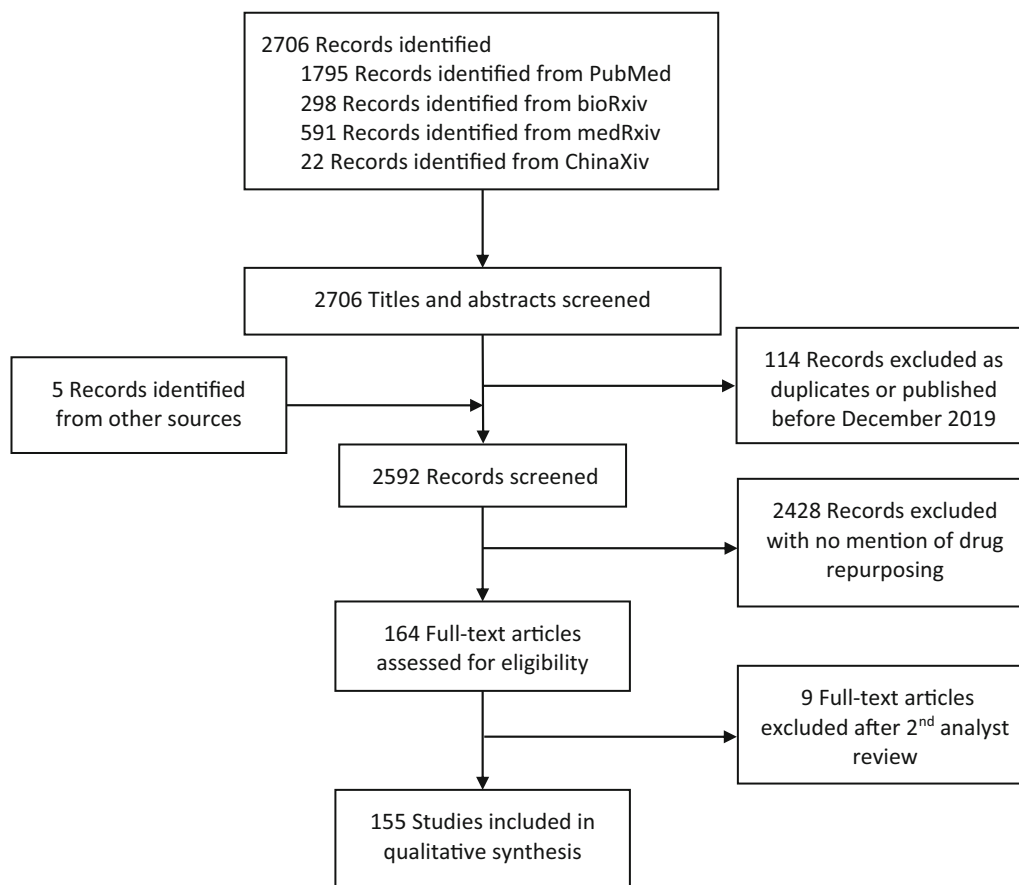 2706 Records identified
1795 Records identified from PubMed
298 Records identified from bioRxiv
591 Records identified from medRxiv
22 Records identified from ChinaXiv
2706 Titles and abstracts screened
5 Records identified
from other sources
114 Records excluded as
duplicates or published
before December 2019
2592 Records screened
2428 Records excluded
with no mention of drug
repurposing
164 Full-text articles
assessed for eligibility
9 Full-text articles
excluded after 2nd analyst
review
155 Studies included in
qualitative synthesis